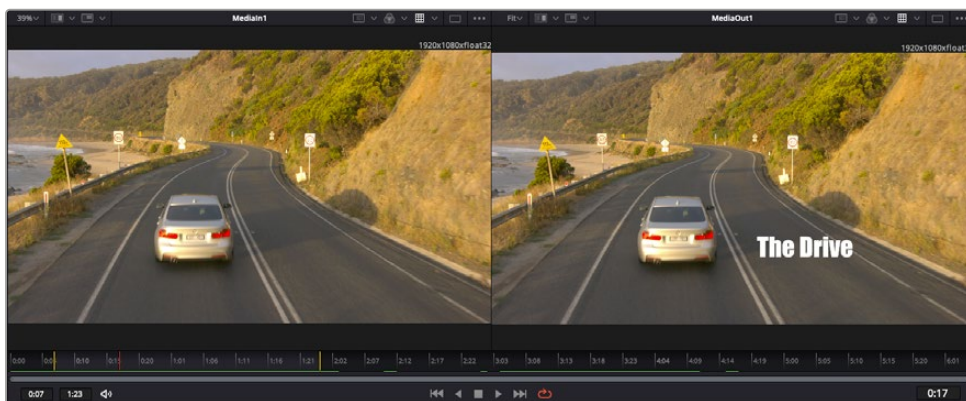 39%
MediaIn1
Fit
MediaOut1
1920x1080xfloat32
1920x1080xfloat32
The Drive
0:00 0:10 0:20 1:01 1:06 1:11 1:16 1:21 2:02 2:07 2:12 2:17 2:22 3:03 3:08 3:13 3:18 3:23 4:04 4:09 4:14 4:19 5:00 5:05 5:10 5:15 5:20 6:01
0:07 1:23 0:17